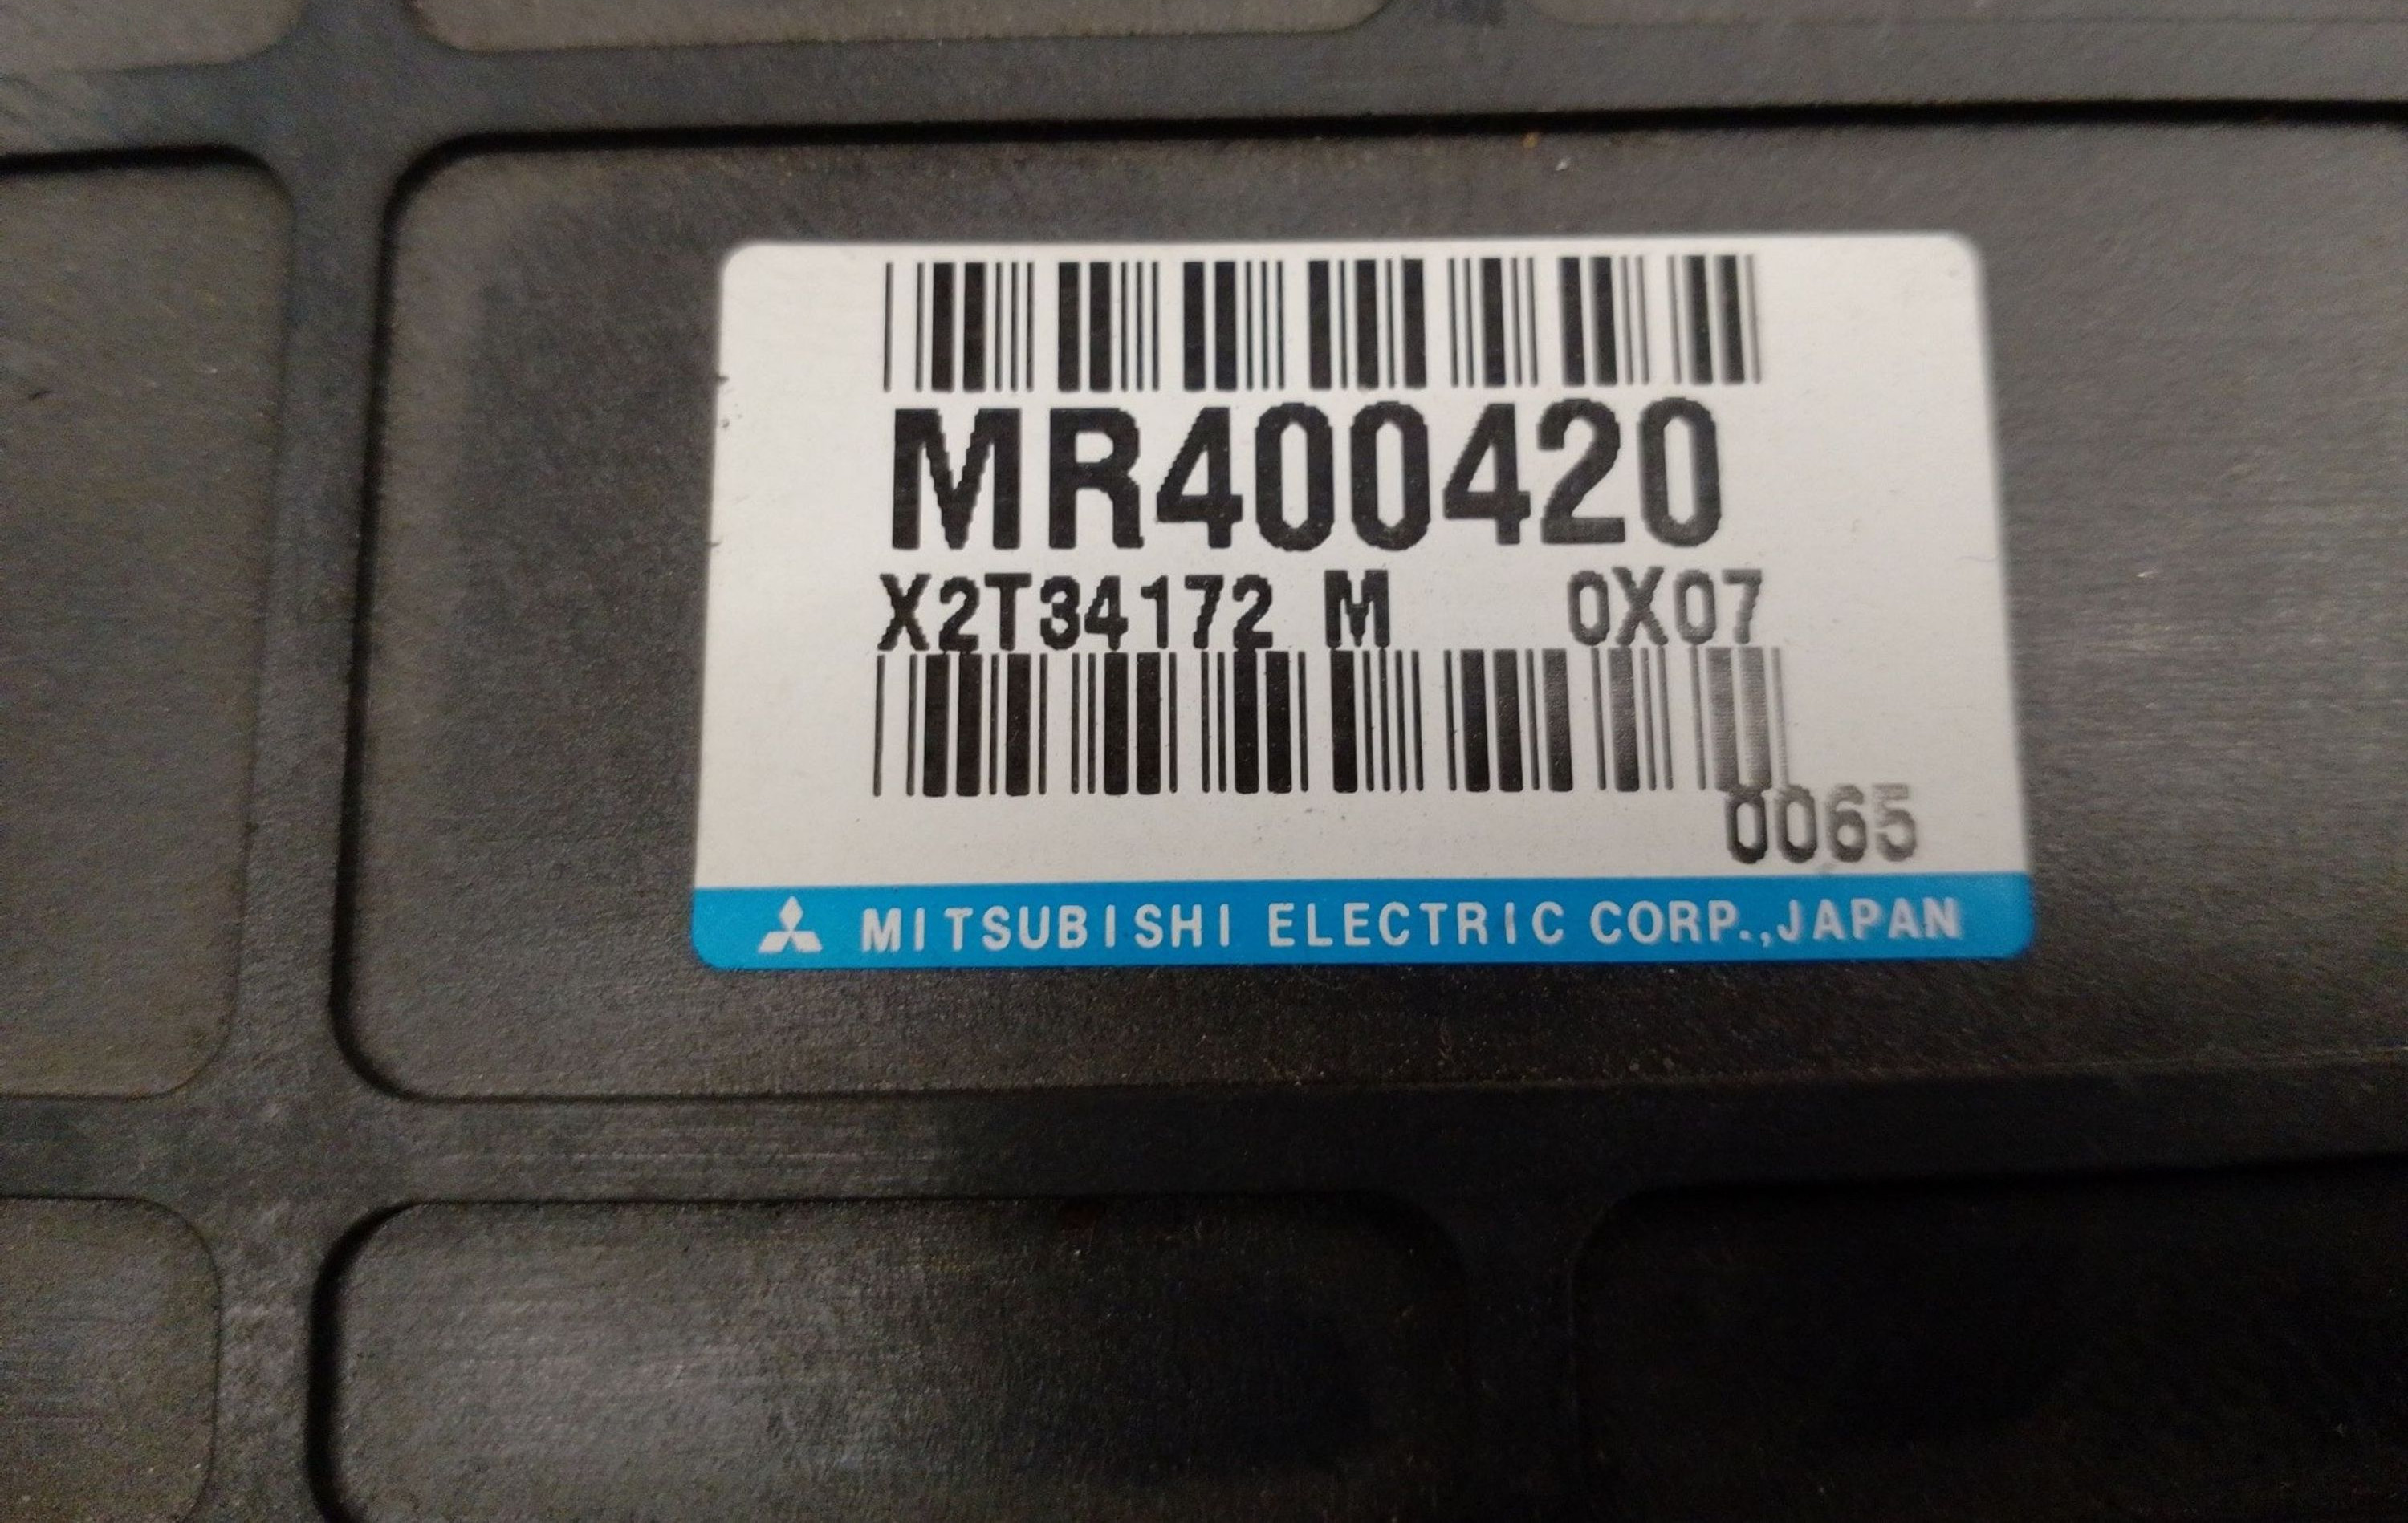 MR400420
X2T34172 M 0X07
0065
MITSUBISHI ELECTRIC CORP.,JAPAN